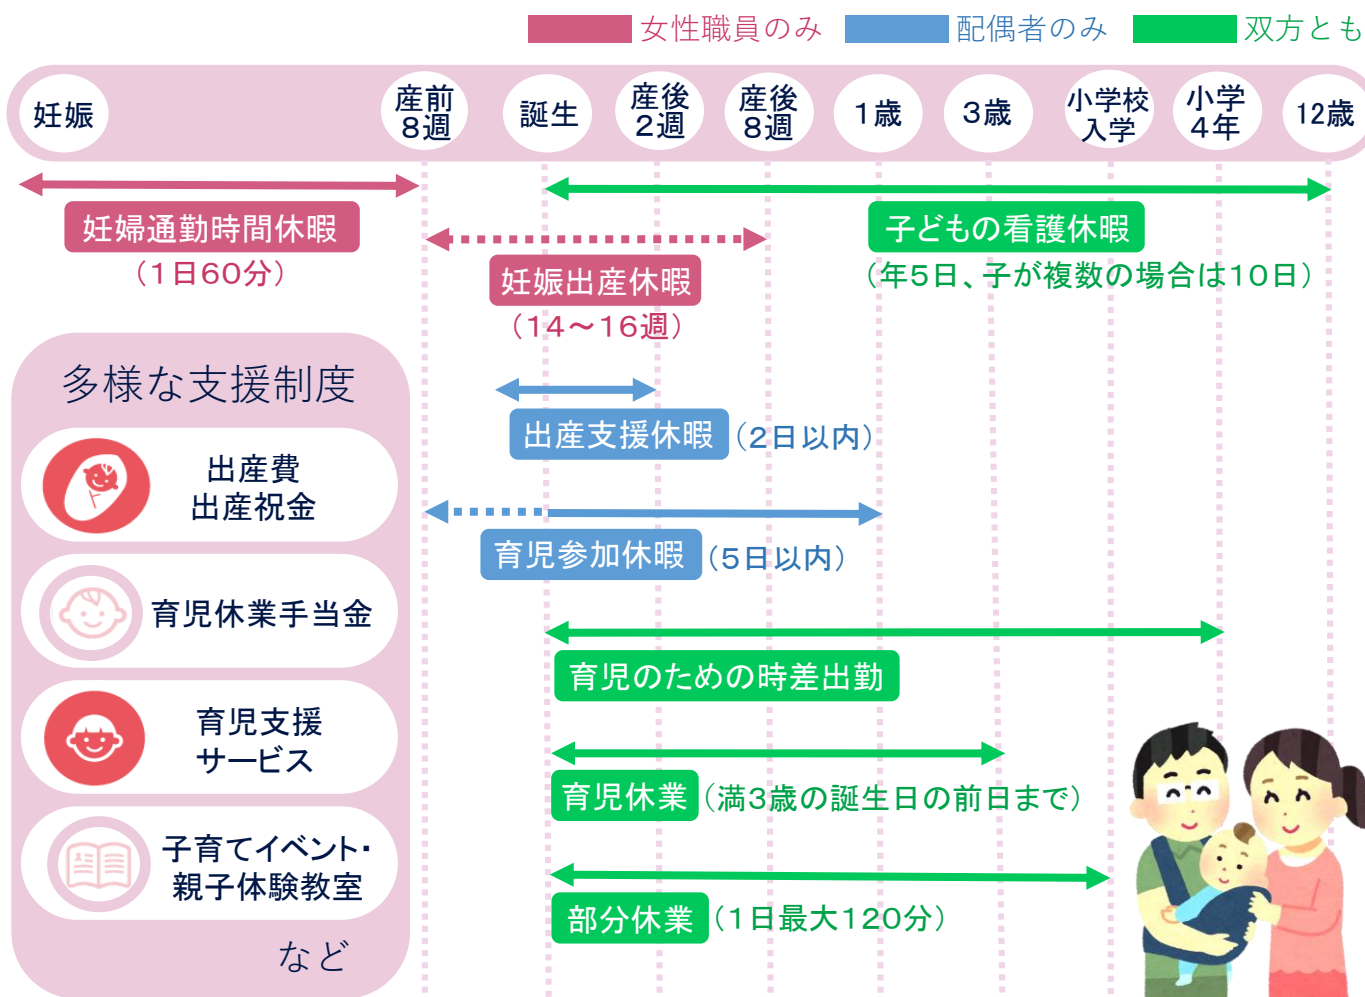 女性職員のみ 配偶者のみ 双方とも
妊娠
産前
8週
誕生
産後
2週
産後
8週
1歳
3歳
小学校
入学
小学
4年
12歳
妊婦通勤時間休暇
（1日60分）
子どもの看護休暇
（年5日、子が複数の場合は10日）
妊娠出産休暇
（14～16週）
出産支援休暇（2日以内）
育児参加休暇（5日以内）
育児のための時差出勤
育児休業（満3歳の誕生日の前日まで）
部分休業（1日最大120分）
多様な支援制度
出産費
出産祝金
育児休業手当金
育児支援
サービス
子育てイベント・
親子体験教室
など